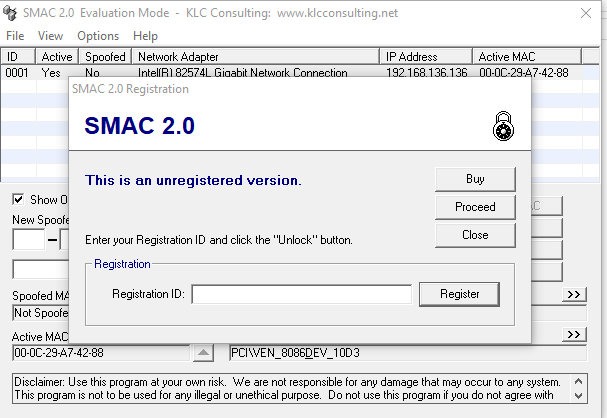 SMAC 2.0 Evaluation Mode - KLC Consulting: www.klcconsulting.net
File View Options Help
ID Active Spoofed Network Adapter IP Address Active MAC
0001 Yes No Intel(R) 82574L Gigabit Network Connection 192.168.136.136 00-0C-29-A7-42-88
SMAC 2.0 Registration
SMAC 2.0
This is an unregistered version.
Buy
Proceed
Close
Show O
New Spoofe
Enter your Registration ID and click the "Unlock" button.
Registration
Registration ID:
Register
Spoofed MA
>>
Not Spoofe
Active MAC
>>
00-0C-29-A7-42-88
PCI\VEN_8086DEV_10D3
Disclaimer: Use this program at your own risk. We are not responsible for any damage that may occur to any system.
This program is not to be used for any illegal or unethical purpose. Do not use this program if you do not agree with